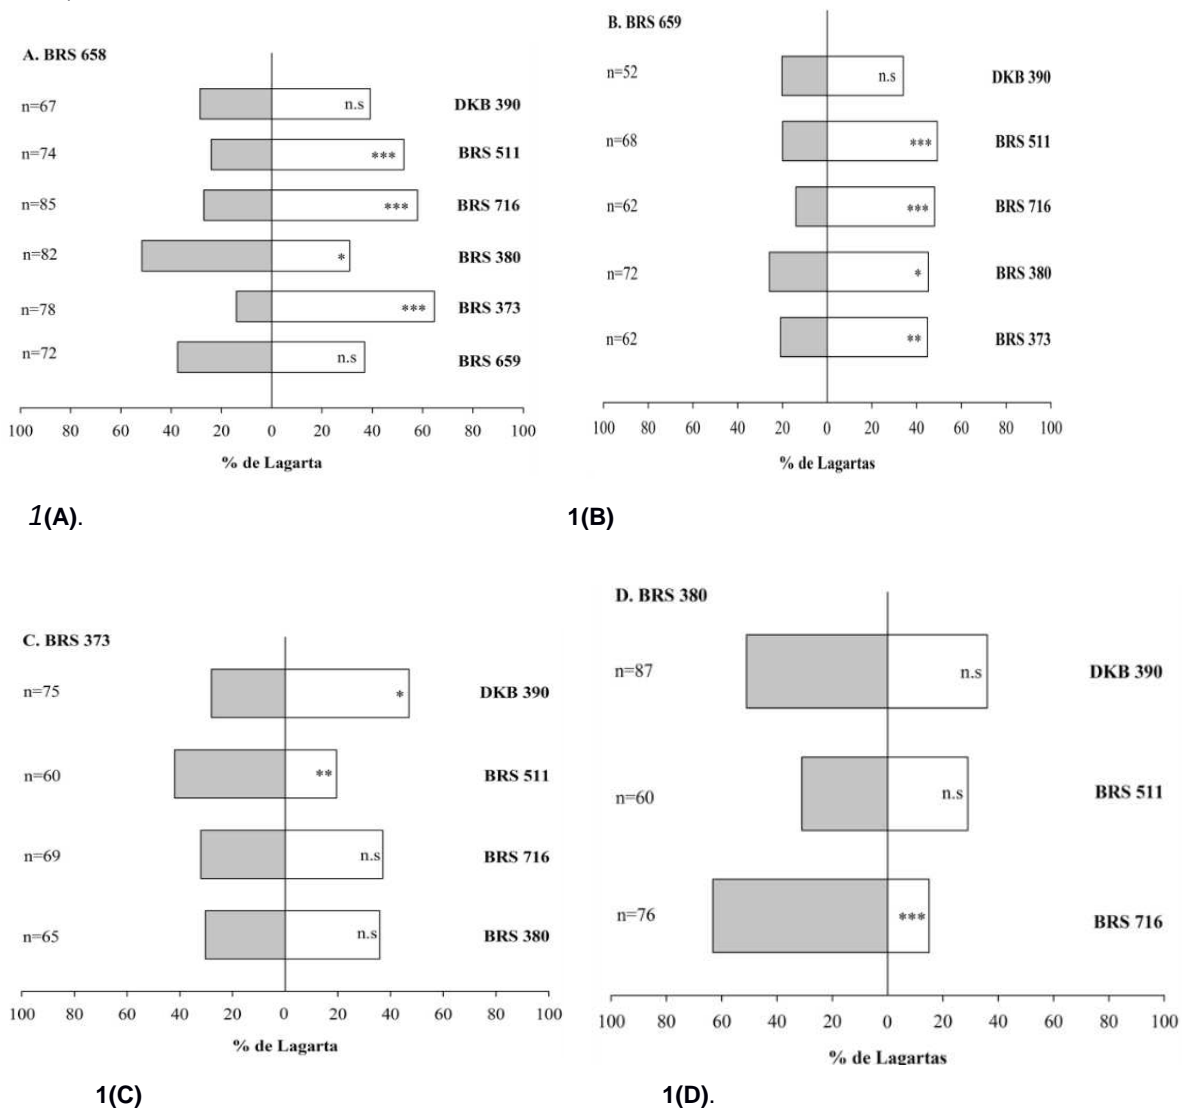 A. BRS 658
n=67 n.s DKB 390
n=74 *** BRS 511
n=85 *** BRS 716
n=82 * BRS 380
n=78 *** BRS 373
n=72 n.s BRS 659
100 80 60 40 20 0 20 40 60 80 100
% de Lagarta
1(A).
B. BRS 659
n=52 n.s DKB 390
n=68 *** BRS 511
n=62 *** BRS 716
n=72 * BRS 380
n=62 ** BRS 373
100 80 60 40 20 0 20 40 60 80 100
% de Lagartas
1(B)
C. BRS 373
n=75 * DKB 390
n=60 ** BRS 511
n=69 n.s BRS 716
n=65 n.s BRS 380
100 80 60 40 20 0 20 40 60 80 100
% de Lagarta
1(C)
D. BRS 380
n=87 n.s DKB 390
n=60 n.s BRS 511
n=76 *** BRS 716
100 80 60 40 20 0 20 40 60 80 100
% de Lagartas
1(D).